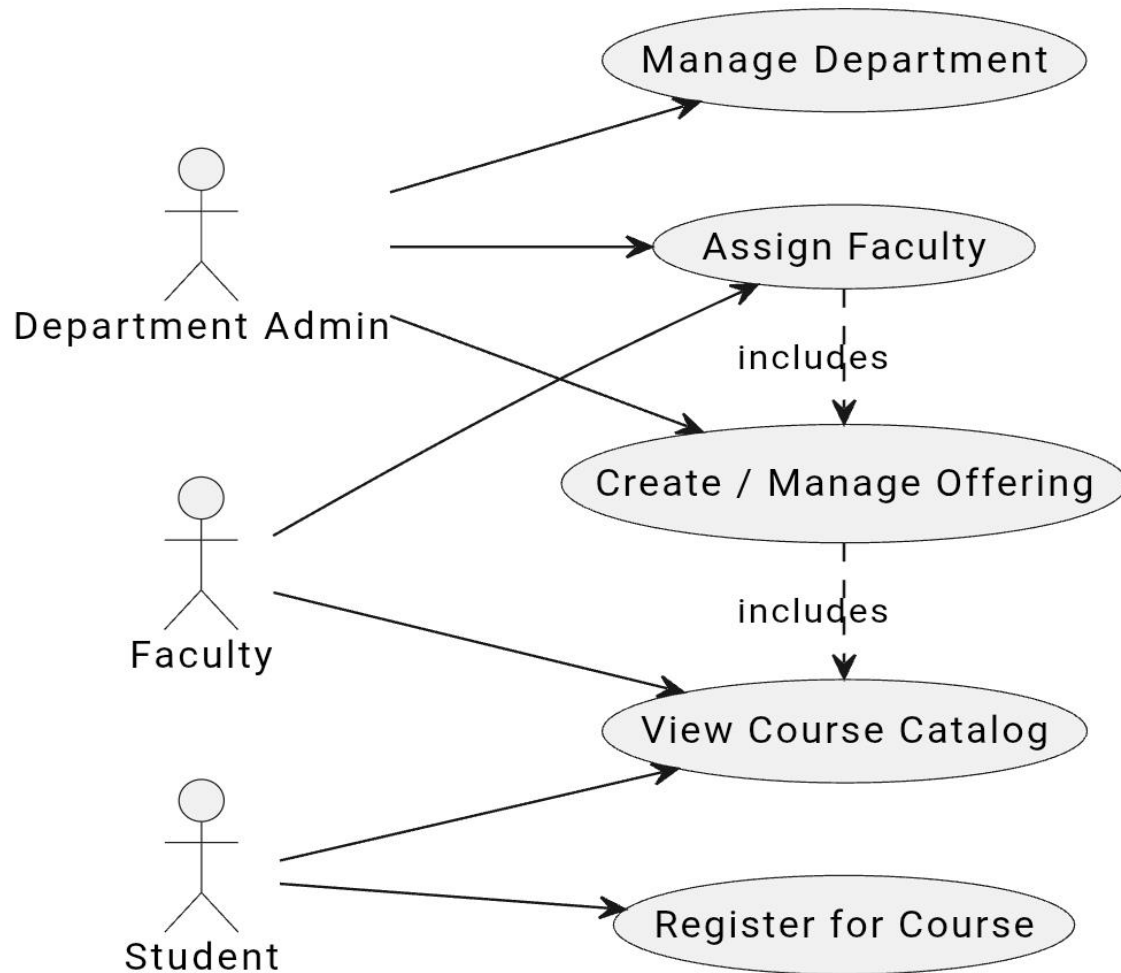 Manage Department
Assign Faculty
Department Admin
includes
Create / Manage Offering
includes
Faculty
View Course Catalog
Register for Course
Student